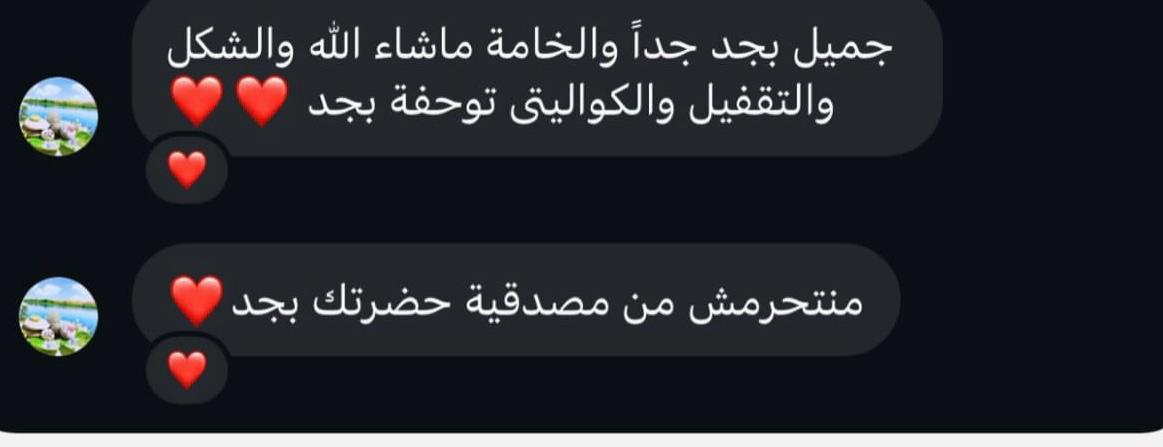 جميل بجد جداً والخامة ماشاء الله والشكل
والتقفيل والكواليتى توحفة بجد ❤️ ❤️
❤️
منتحرمش من مصدقية حضرتك بجد ❤️
❤️